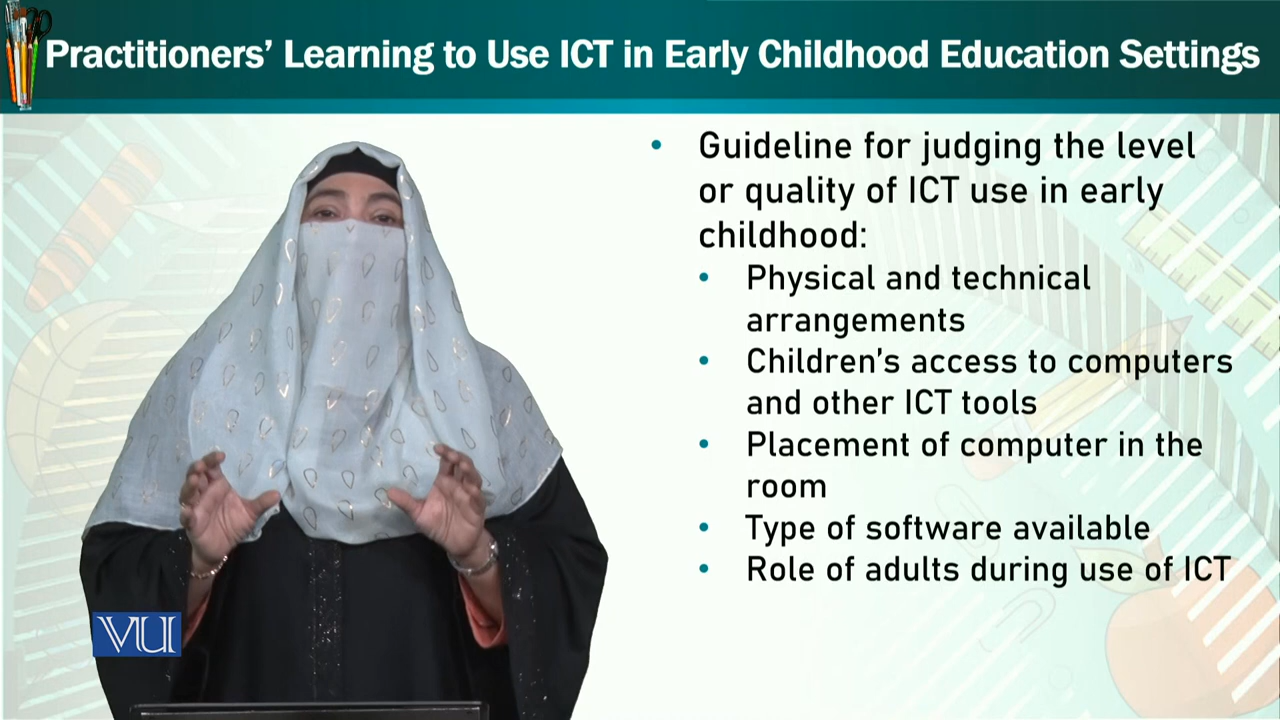 Practitioners' Learning to Use ICT in Early Childhood Education Settings
• Guideline for judging the level
or quality of ICT use in early
childhood:
• Physical and technical
arrangements
• Children's access to computers
and other ICT tools
• Placement of computer in the
room
• Type of software available
• Role of adults during use of ICT
VU